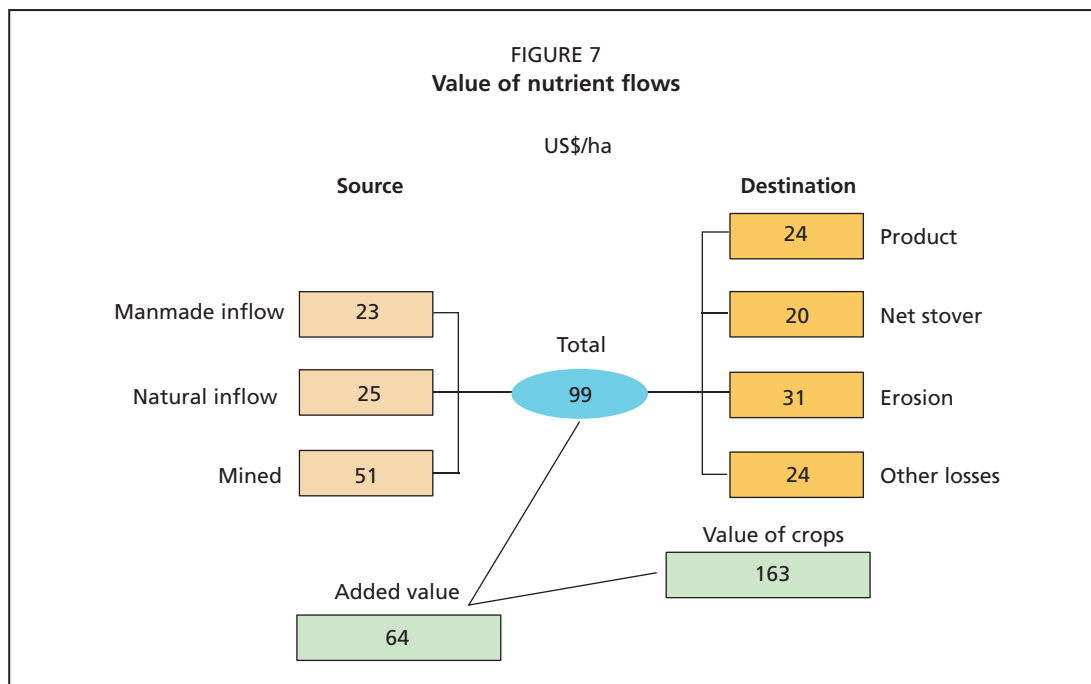 FIGURE 7
Value of nutrient flows
US$/ha
Source
Destination
24 Product
Manmade inflow 23
20 Net stover
Total
Natural inflow 25
99
31 Erosion
Mined 51
24 Other losses
Value of crops
163
Added value
64